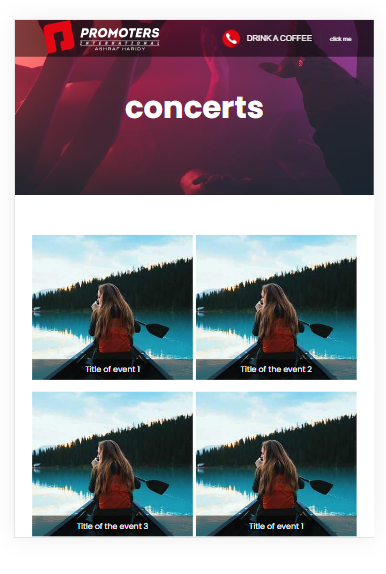 PROMOTERS
INTERNATIONAL
ASHRAF HARIDY
DRINK A COFFEE
click me
concerts
Title of event 1
Title of the event 2
Title of the event 3
Title of event 1